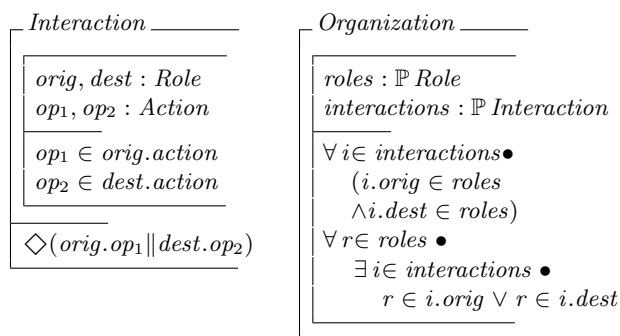 Interaction
orig, dest : Role
op₁, op₂ : Action
op₁ ∈ orig.action
op₂ ∈ dest.action
◇(orig.op₁‖dest.op₂)
Organization
roles : ℙ Role
interactions : ℙ Interaction
∀ i∈ interactions•
(i.orig ∈ roles
∧i.dest ∈ roles)
∀ r∈ roles •
∃ i∈ interactions •
r ∈ i.orig ∨ r ∈ i.dest